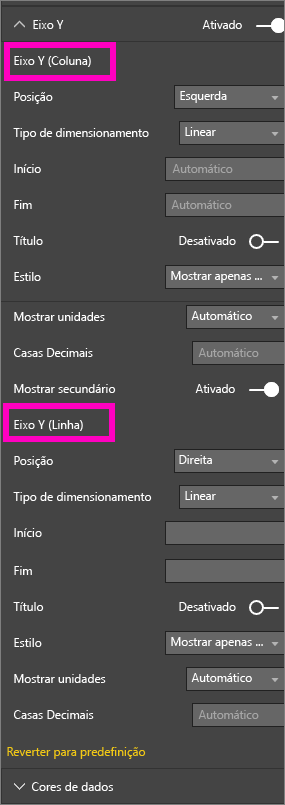 Eixo Y Ativado
Eixo Y (Coluna)
Posição Esquerda
Tipo de dimensionamento Linear
Início Automático
Fim Automático
Título Desativado
Estilo Mostrar apenas ...
Mostrar unidades Automático
Casas Decimais Automático
Mostrar secundário Ativado
Eixo Y (Linha)
Posição Direita
Tipo de dimensionamento Linear
Início
Fim
Título Desativado
Estilo Mostrar apenas ...
Mostrar unidades Automático
Casas Decimais Automático
Reverter para predefinição
Cores de dados